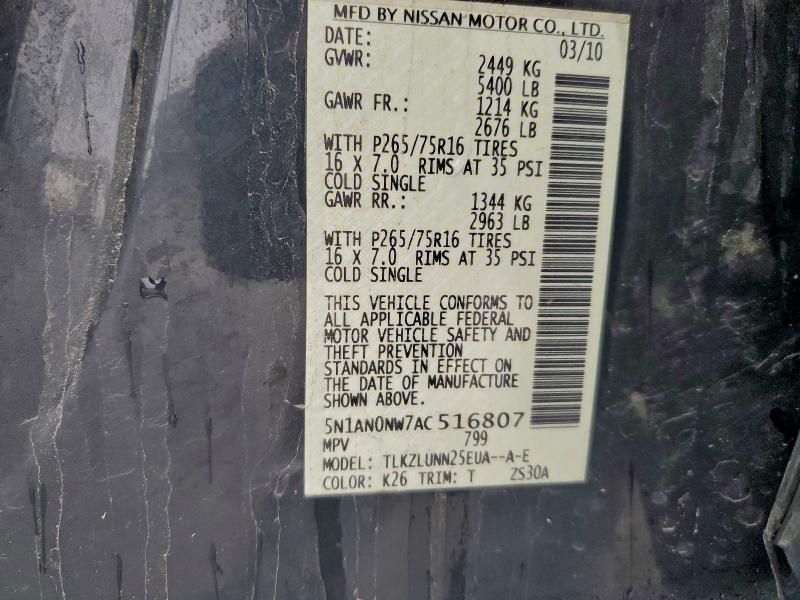 MFD BY NISSAN MOTOR CO., LTD.
DATE: 03/10
GVWR: 2449 KG
5400 LB
GAWR FR.: 1214 KG
2676 LB
WITH P265/75R16 TIRES
16 X 7.0 RIMS AT 35 PSI
COLD SINGLE
GAWR RR.: 1344 KG
2963 LB
WITH P265/75R16 TIRES
16 X 7.0 RIMS AT 35 PSI
COLD SINGLE
THIS VEHICLE CONFORMS TO
ALL APPLICABLE FEDERAL
MOTOR VEHICLE SAFETY AND
THEFT PREVENTION
STANDARDS IN EFFECT ON
THE DATE OF MANUFACTURE
SHOWN ABOVE.
5N1AN0NW7AC516807
MPV 799
MODEL: TLKZLUNN25EUA--A-E
COLOR: K26 TRIM: T ZS30A